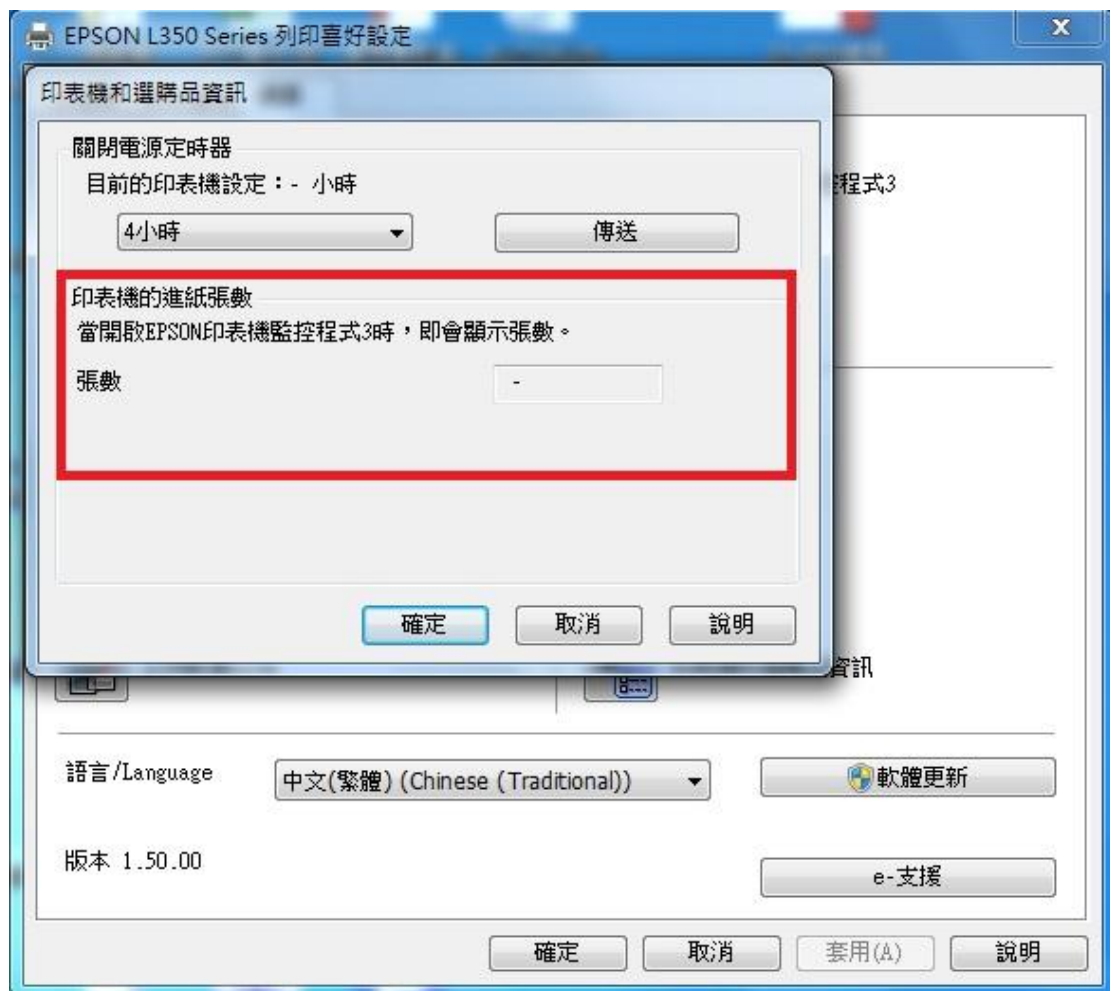 EPSON L350 Series 列印喜好設定
印表機和選購品資訊
關閉電源定時器
目前的印表機設定：- 小時
4小時
傳送
印表機的進紙張數
當開啟EPSON印表機監控程式3時，即會顯示張數。
張數
-
確定
取消
說明
程式3
資訊
語言/Language
中文(繁體) (Chinese (Traditional))
軟體更新
版本 1.50.00
e-支援
確定
取消
套用(A)
說明